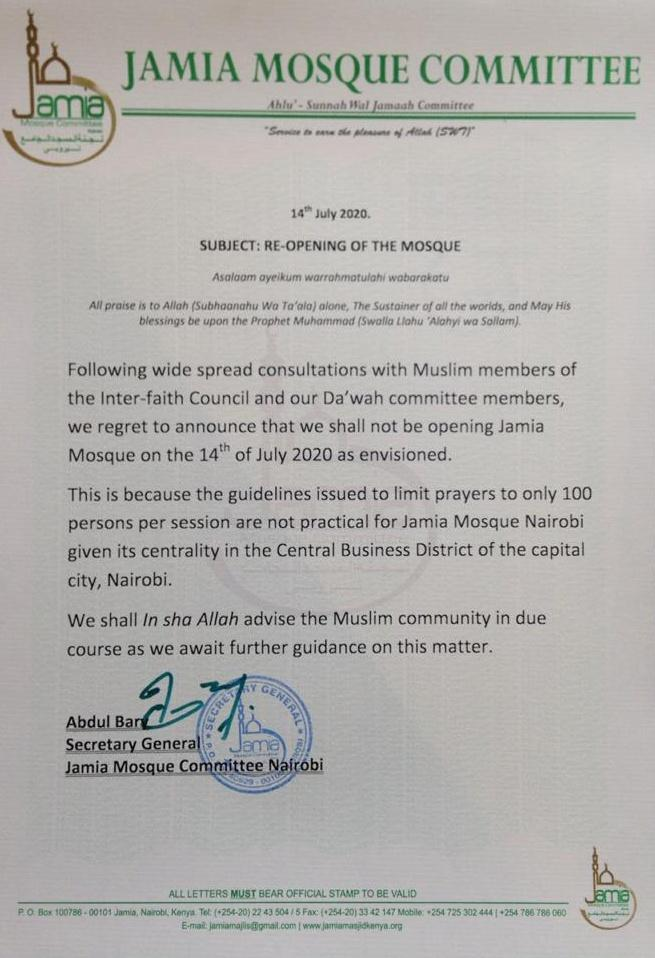 Jamia
Mosque Committee
JAMIA MOSQUE COMMITTEE
Ahlu'- Sunnah Wal Jamaah Committee
"Service to earn the pleasure of Allah (SWT)"
14th July 2020.
SUBJECT: RE-OPENING OF THE MOSQUE
Asalaam ayeikum warrahmatulahi wabarakatu
All praise is to Allah (Subhaanahu Wa Ta'ala) alone, The Sustainer of all the worlds, and May His
blessings be upon the Prophet Muhammad (Swalla Llahu 'Alahyi wa Sallam).
Following wide spread consultations with Muslim members of
the Inter-faith Council and our Da'wah committee members,
we regret to announce that we shall not be opening Jamia
Mosque on the 14th of July 2020 as envisioned.
This is because the guidelines issued to limit prayers to only 100
persons per session are not practical for Jamia Mosque Nairobi
given its centrality in the Central Business District of the capital
city, Nairobi.
We shall In sha Allah advise the Muslim community in due
course as we await further guidance on this matter.
Abdul Bary
Secretary General
Jamia Mosque Committee Nairobi
SECRETARY GENERAL
Jamia
ALL LETTERS MUST BEAR OFFICIAL STAMP TO BE VALID
P. O. Box 100786 - 00101 Jamia, Nairobi, Kenya. Tel: (+254-20) 22 43 504 / 5 Fax: (+254-20) 33 42 147 Mobile: +254 725 302 444 | +254 786 786 060
E-mail: jamiamajlis@gmail.com | www.jamiamasjidkenya.org
Jamia